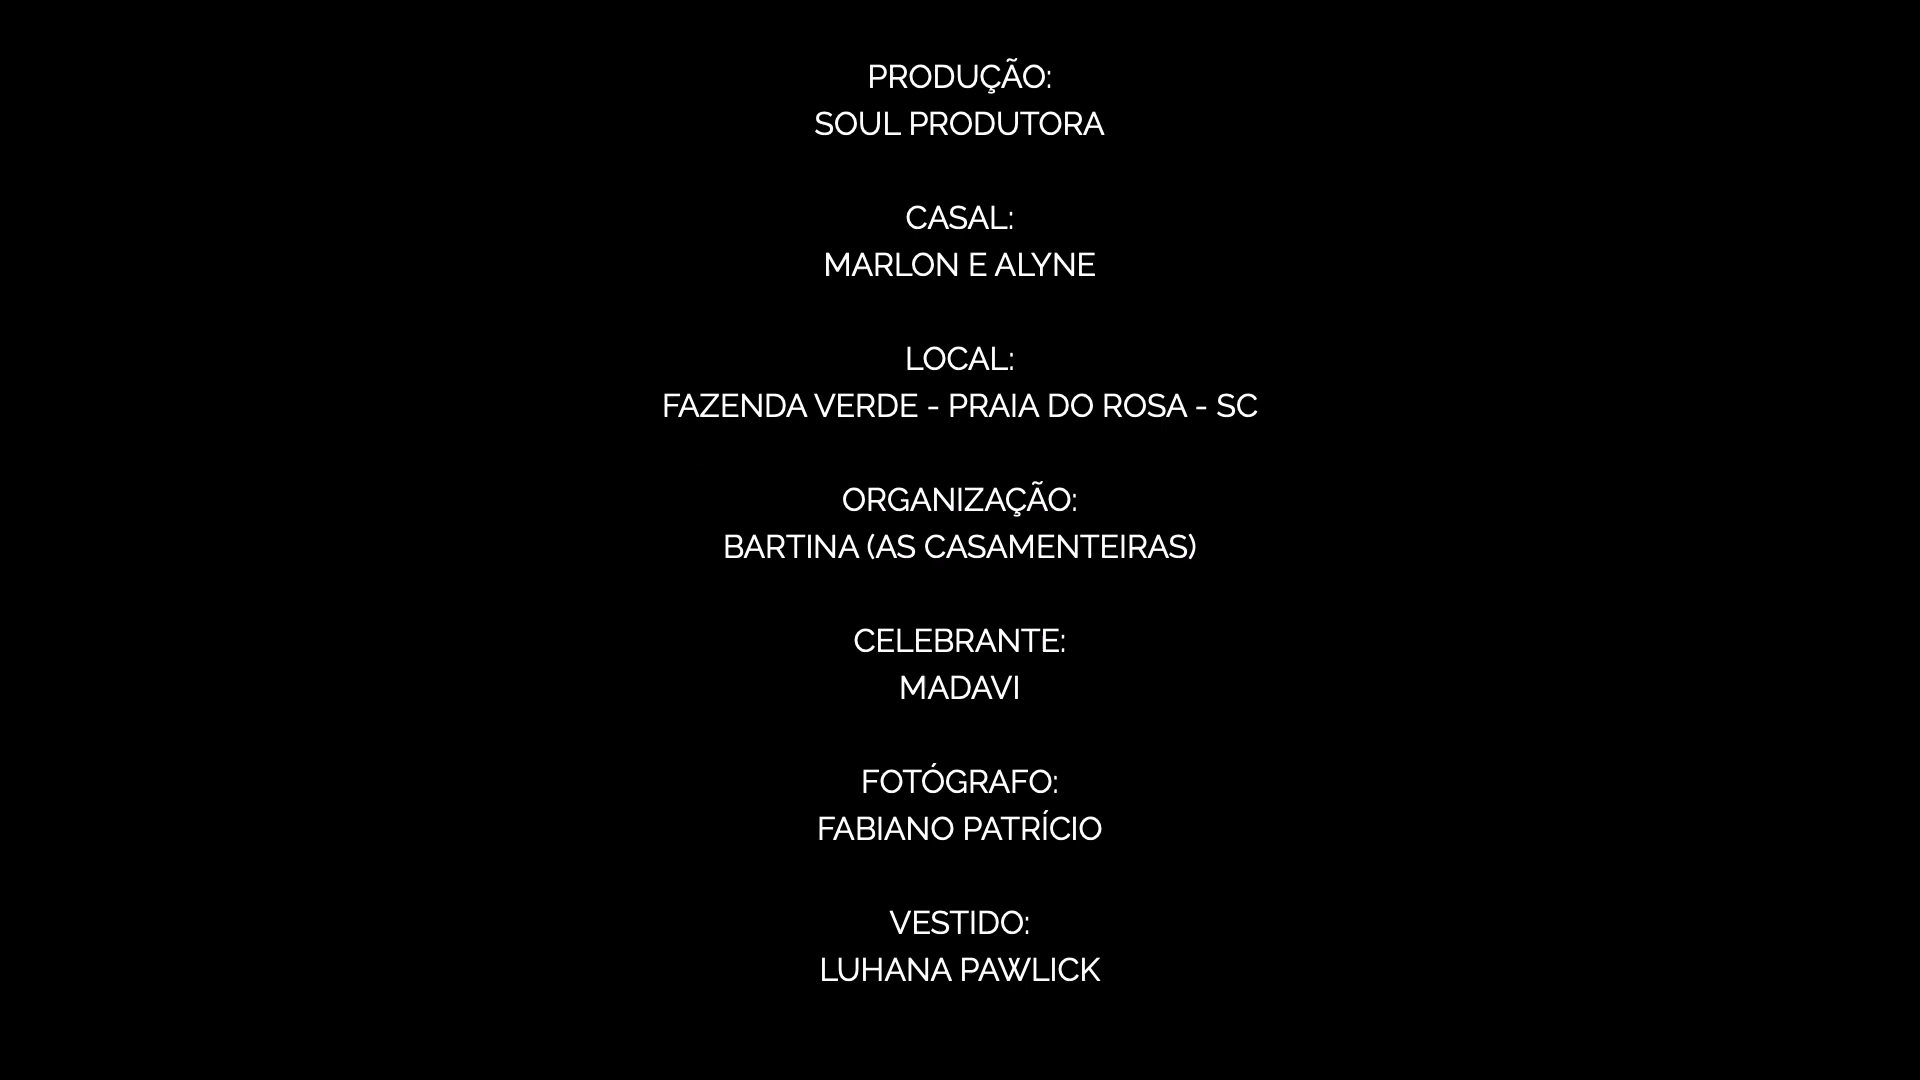 PRODUÇÃO:
SOUL PRODUTORA
CASAL:
MARLON E ALYNE
LOCAL:
FAZENDA VERDE - PRAIA DO ROSA - SC
ORGANIZAÇÃO:
BARTINA (AS CASAMENTEIRAS)
CELEBRANTE:
MADAVI
FOTÓGRAFO:
FABIANO PATRÍCIO
VESTIDO:
LUHANA PAWLICK